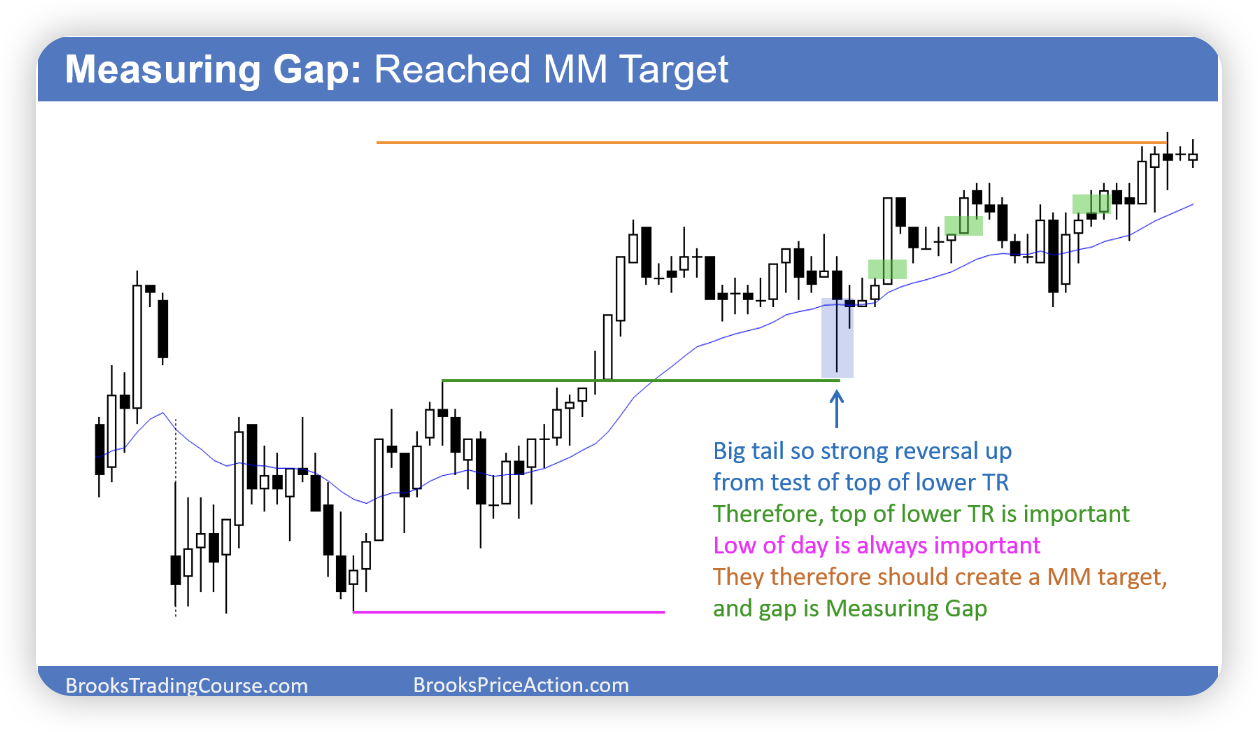 Measuring Gap: Reached MM Target
Big tail so strong reversal up
from test of top of lower TR
Therefore, top of lower TR is important
Low of day is always important
They therefore should create a MM target,
and gap is Measuring Gap
BrooksTradingCourse.com
BrooksPriceAction.com